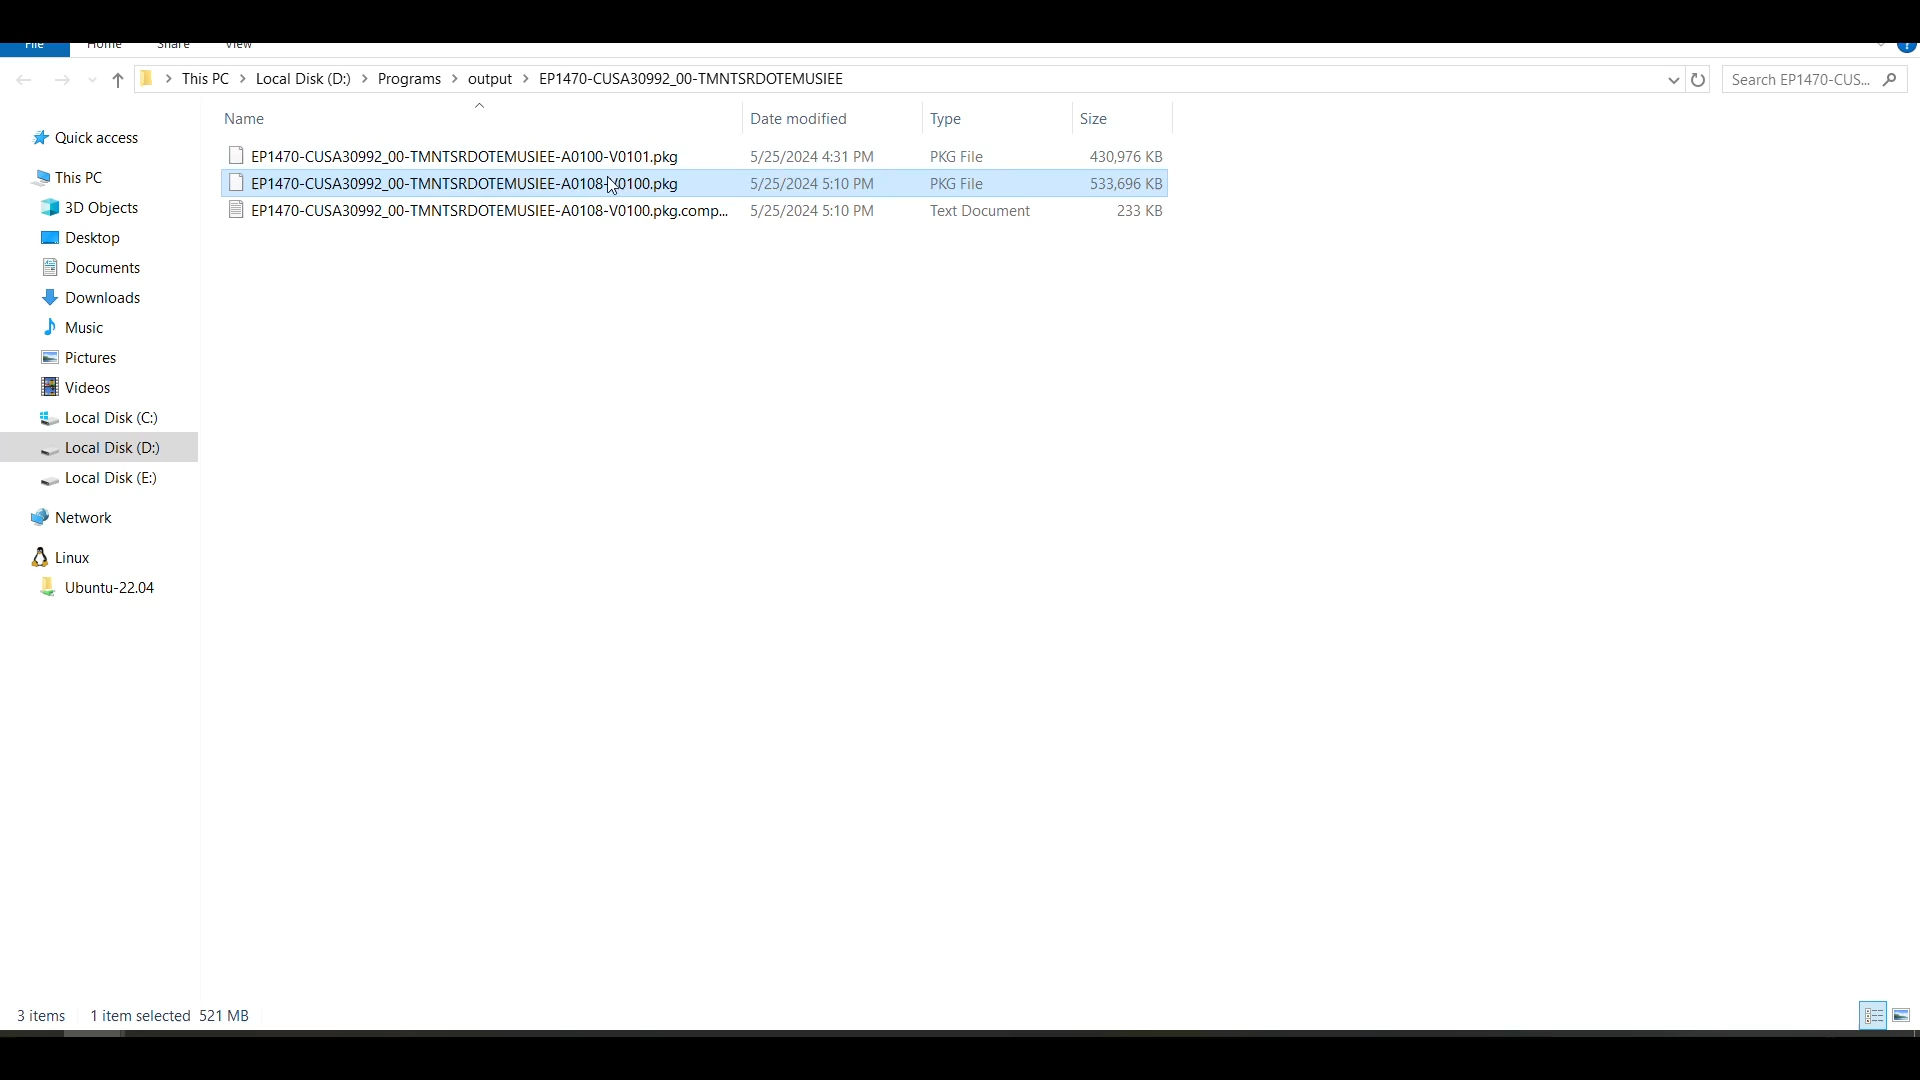 File Home Share View
This PC > Local Disk (D:) > Programs > output > EP1470-CUSA30992_00-TMNTSRDOTEMUSIEE Search EP1470-CUS...
Name Date modified Type Size
EP1470-CUSA30992_00-TMNTSRDOTEMUSIEE-A0100-V0101.pkg 5/25/2024 4:31 PM PKG File 430,976 KB
EP1470-CUSA30992_00-TMNTSRDOTEMUSIEE-A0108-V0100.pkg 5/25/2024 5:10 PM PKG File 533,696 KB
EP1470-CUSA30992_00-TMNTSRDOTEMUSIEE-A0108-V0100.pkg.comp... 5/25/2024 5:10 PM Text Document 233 KB
Quick access
This PC
3D Objects
Desktop
Documents
Downloads
Music
Pictures
Videos
Local Disk (C:)
Local Disk (D:)
Local Disk (E:)
Network
Linux
Ubuntu-22.04
3 items 1 item selected 521 MB